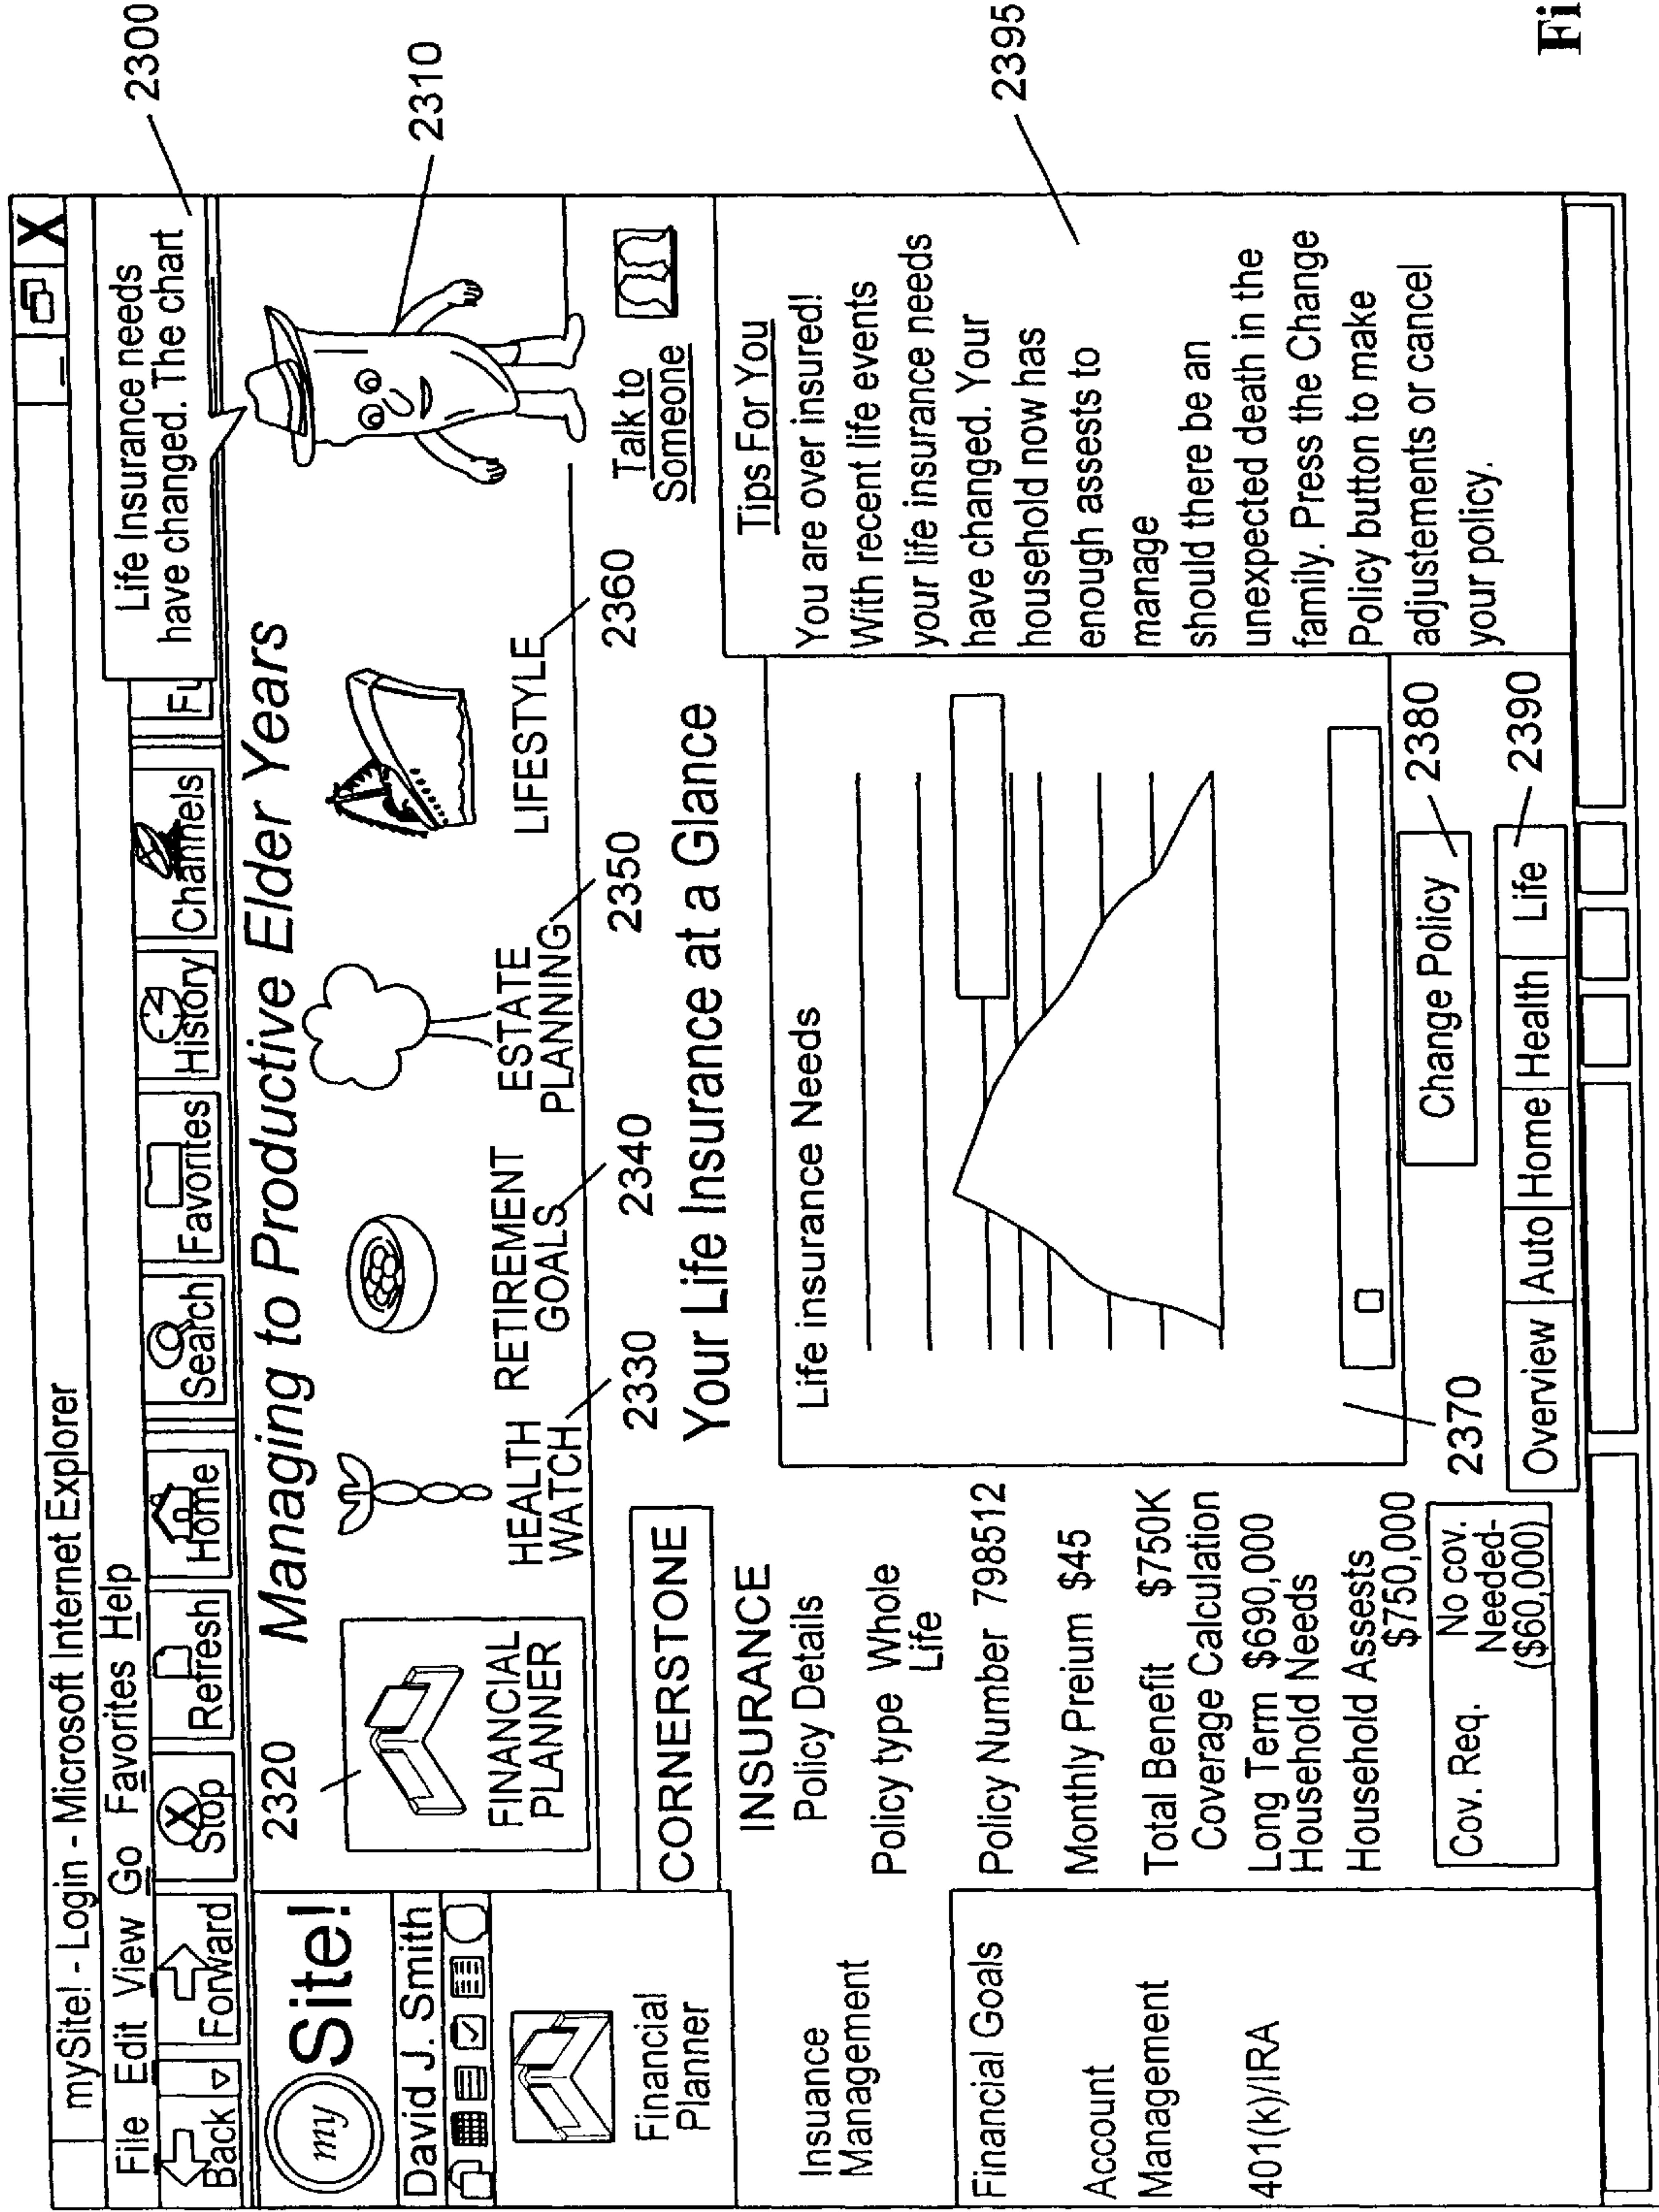 mySite! - Login - Microsoft Internet Explorer
File Edit View Go Favorites Help
Back Forward Stop Refresh Home Search Favorites History Channels Fu
Life Insurance needs
have changed. The chart
2300
my Site!
David J. Smith
Financial
Planner
Insuance
Management
Financial Goals
Account
Management
401(k)/IRA
2320
Managing to Productive Elder Years
2310
FINANCIAL
PLANNER
HEALTH
WATCH
RETIREMENT
GOALS
ESTATE
PLANNING
LIFESTYLE
2330
2340
2350
2360
Talk to
Someone
CORNERSTONE
INSURANCE
Policy Details
Policy type Whole
Life
Policy Number 798512
Monthly Preium $45
Total Benefit $750K
Coverage Calculation
Long Term $690,000
Household Needs
Household Assests
$750,000
Cov. Req. No cov.
Needed-
($60,000)
Your Life Insurance at a Glance
Life insurance Needs
2370
Change Policy
2380
Overview Auto Home Health Life
2390
Tips For You
You are over insured!
With recent life events
your life insurance needs
have changed. Your
household now has
enough assests to
manage
should there be an
unexpected death in the
family. Press the Change
Policy button to make
adjustements or cancel
your policy.
2395
Fi